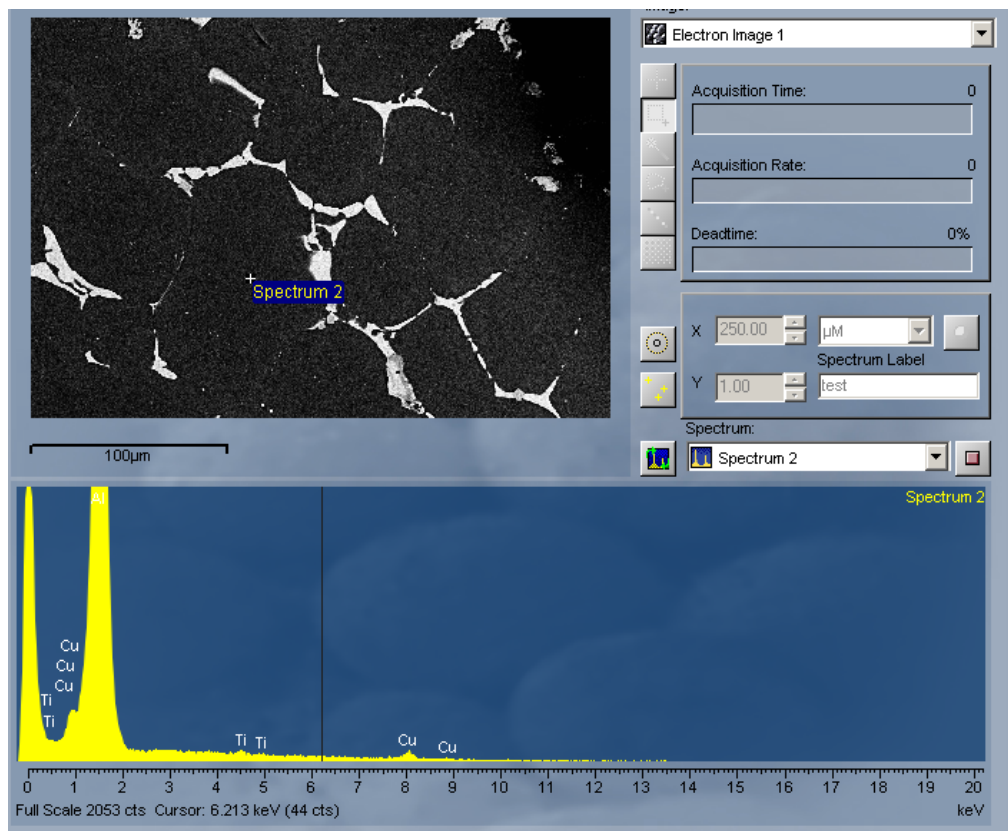 Electron Image 1
Acquisition Time: 0
Acquisition Rate: 0
Deadtime: 0%
Spectrum 2
X 250.00 µM
Spectrum Label
Y 1.00 test
100µm
Spectrum:
Spectrum 2
Al
Spectrum 2
Cu
Cu
Cu
Ti
Ti
Ti Ti Cu Cu
0 1 2 3 4 5 6 7 8 9 10 11 12 13 14 15 16 17 18 19 20
Full Scale 2053 cts Cursor: 6.213 keV (44 cts) keV